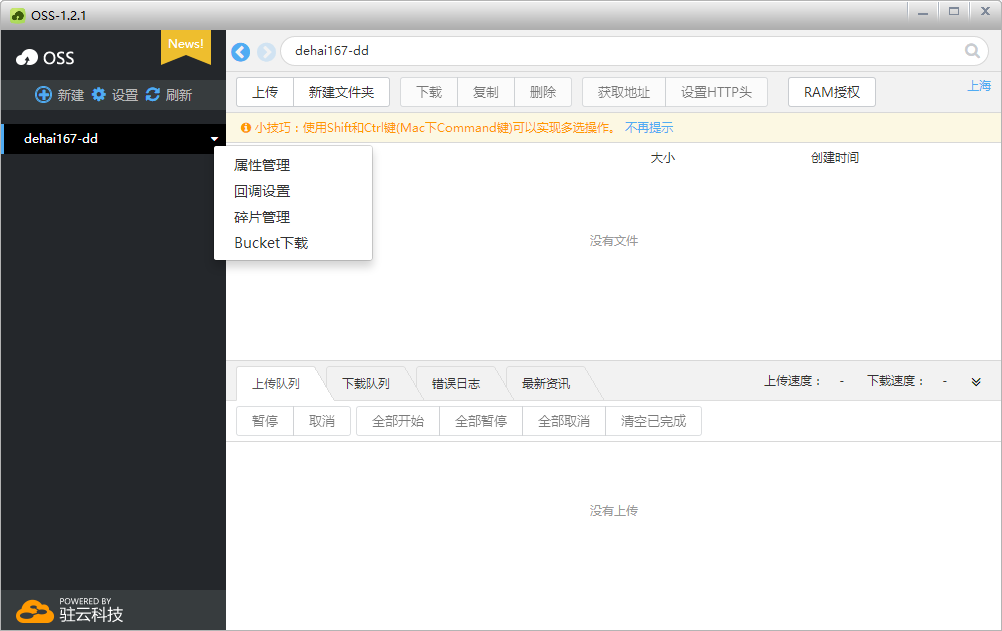 OSS-1.2.1
OSS
News!
新建 设置 刷新
dehai167-dd
dehai167-dd
上传 新建文件夹 下载 复制 删除 获取地址 设置HTTP头 RAM授权 上海
小技巧：使用Shift和Ctrl键(Mac下Command键)可以实现多选操作。 不再提示
大小 创建时间
属性管理
回调设置
碎片管理
Bucket下载
没有文件
上传队列 下载队列 错误日志 最新资讯 上传速度： - 下载速度： -
暂停 取消 全部开始 全部暂停 全部取消 清空已完成
没有上传
POWERED BY
驻云科技